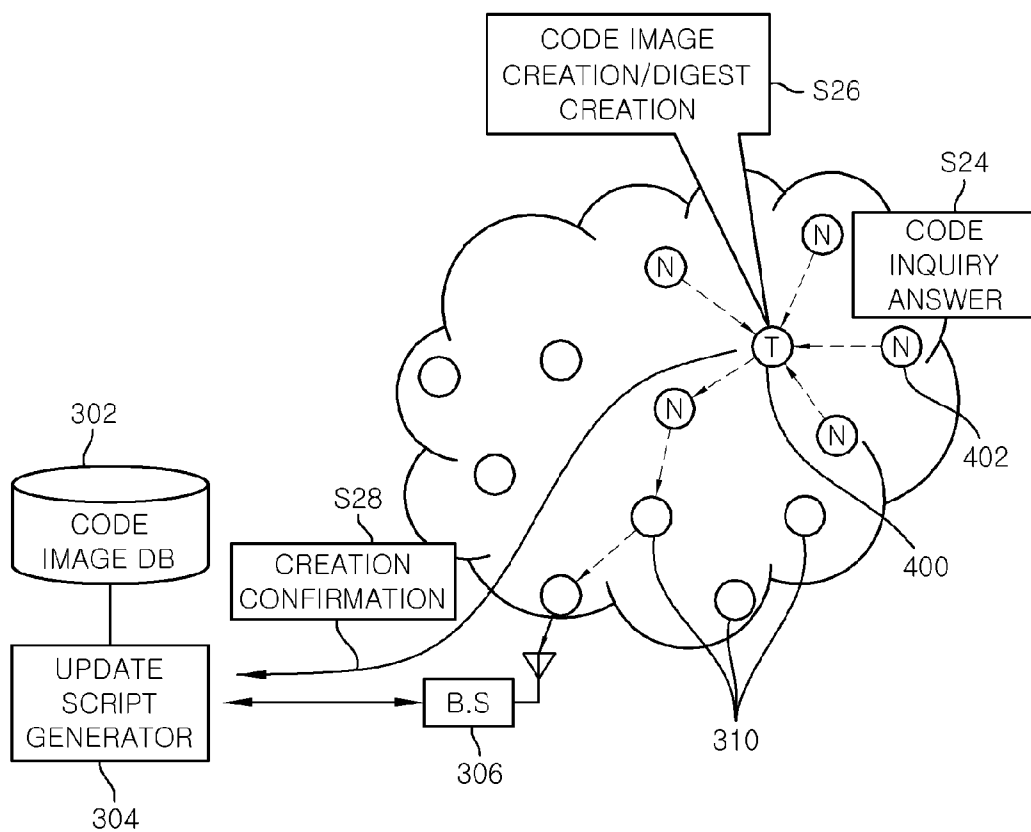 CODE IMAGE
CREATION/DIGEST
CREATION
S26
S24
CODE
INQUIRY
ANSWER
N
N
T
N
N
N
402
400
302
CODE
IMAGE DB
S28
CREATION
CONFIRMATION
UPDATE
SCRIPT
GENERATOR
B.S
306
310
304